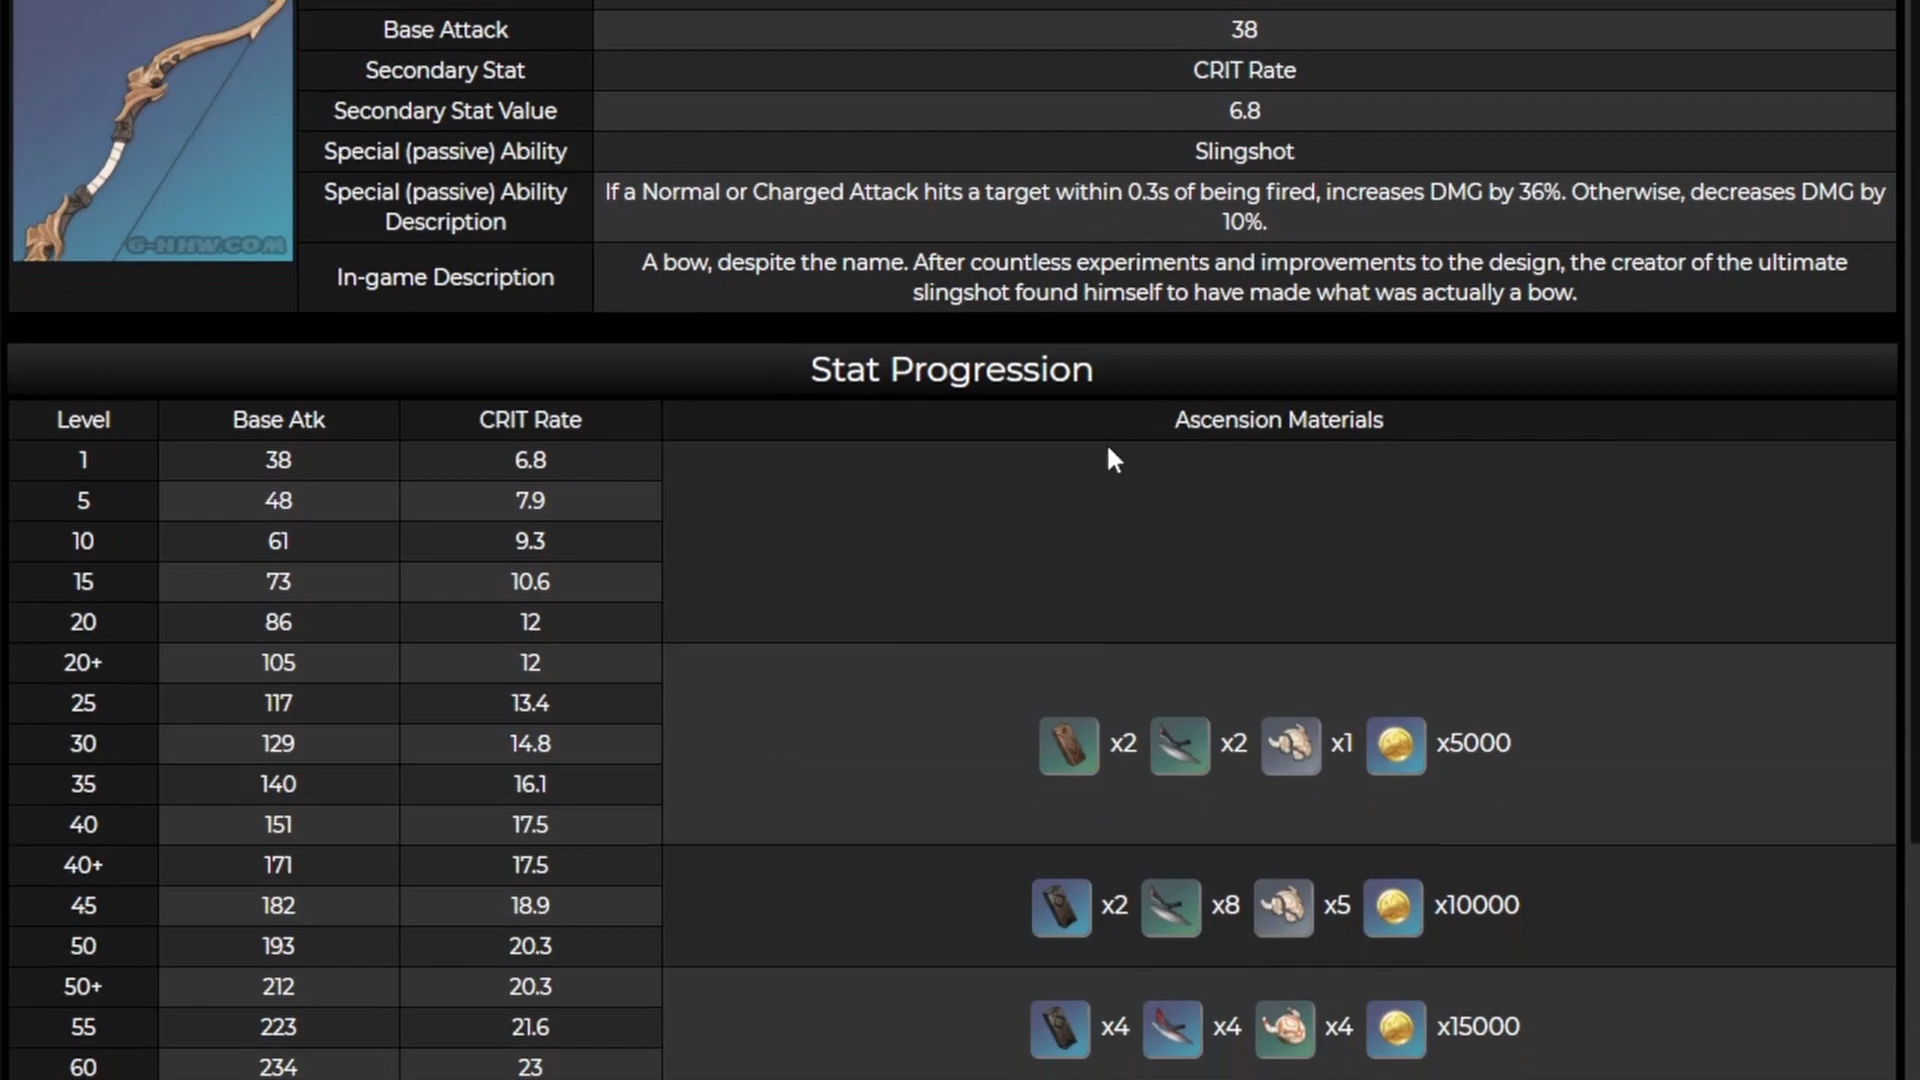 Base Attack 38
Secondary Stat CRIT Rate
Secondary Stat Value 6.8
Special (passive) Ability Slingshot
Special (passive) Ability
Description
If a Normal or Charged Attack hits a target within 0.3s of being fired, increases DMG by 36%. Otherwise, decreases DMG by
10%.
G-HHW.COM
In-game Description
A bow, despite the name. After countless experiments and improvements to the design, the creator of the ultimate
slingshot found himself to have made what was actually a bow.
Stat Progression
Level Base Atk CRIT Rate Ascension Materials
1 38 6.8
5 48 7.9
10 61 9.3
15 73 10.6
20 86 12
20+ 105 12
25 117 13.4
30 129 14.8
x2 x2 x1 x5000
35 140 16.1
40 151 17.5
40+ 171 17.5
45 182 18.9
x2 x8 x5 x10000
50 193 20.3
50+ 212 20.3
55 223 21.6
x4 x4 x4 x15000
60 234 23